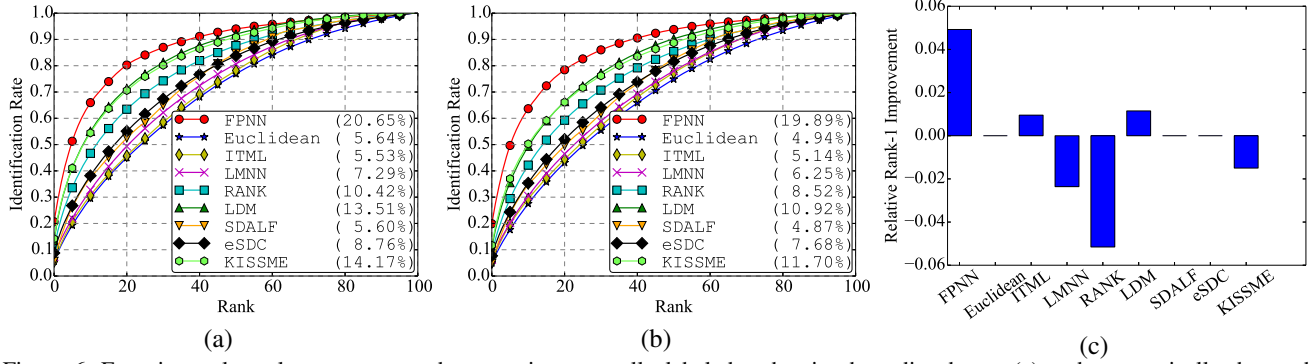 1.0
0.9
0.8
0.7
0.6
0.5
0.4
0.3
0.2
0.1
0.0
Identification Rate
0 20 40 60 80 100
Rank
FPNN (20.65%)
Euclidean ( 5.64%)
ITML ( 5.53%)
LMNN ( 7.29%)
RANK (10.42%)
LDM (13.51%)
SDALF ( 5.60%)
eSDC ( 8.76%)
KISSME (14.17%)
(a)
1.0
0.9
0.8
0.7
0.6
0.5
0.4
0.3
0.2
0.1
0.0
Identification Rate
0 20 40 60 80 100
Rank
FPNN (19.89%)
Euclidean ( 4.94%)
ITML ( 5.14%)
LMNN ( 6.25%)
RANK ( 8.52%)
LDM (10.92%)
SDALF ( 4.87%)
eSDC ( 7.68%)
KISSME (11.70%)
(b)
0.06
0.04
0.02
0.00
−0.02
−0.04
−0.06
Relative Rank-1 Improvement
FPNN
Euclidean
ITML
LMNN
RANK
LDM
SDALF
eSDC
KISSME
(c)